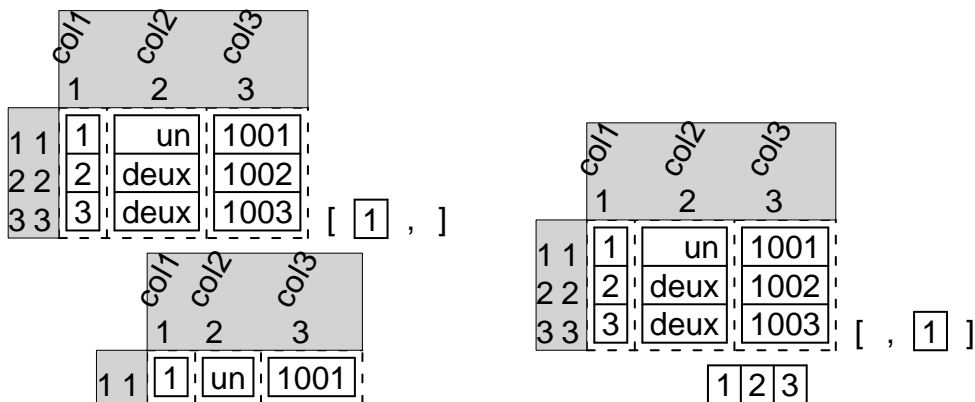 col1 col2 col3
1 2 3
1 1 1 un 1001
2 2 2 deux 1002
3 3 3 deux 1003 [ 1 , ]
col1 col2 col3
1 2 3
1 1 1 un 1001
col1 col2 col3
1 2 3
1 1 1 un 1001
2 2 2 deux 1002
3 3 3 deux 1003 [ , 1 ]
1 2 3